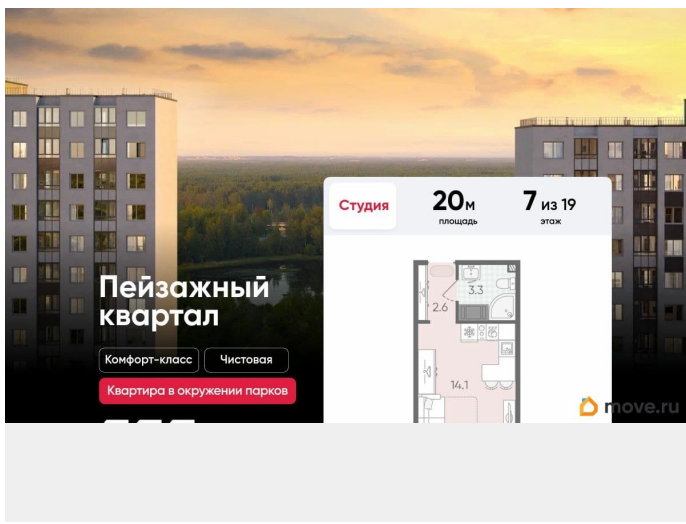 Студия
20м
площадь
7 из 19
этаж
Пейзажный
квартал
Комфорт-класс
Чистовая
Квартира в окружении парков
3.3
2.6
14.1
move.ru